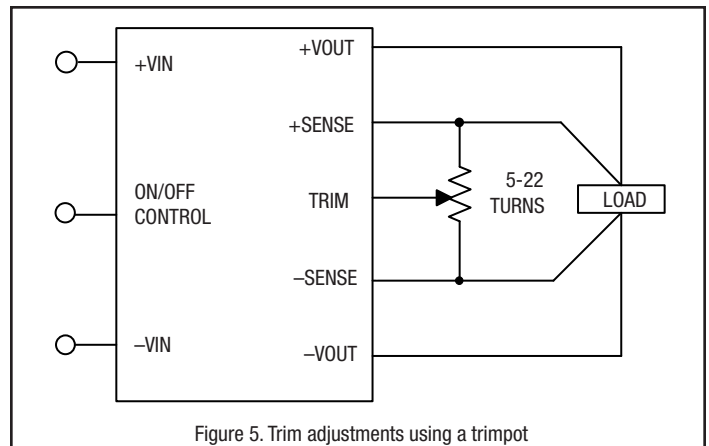 +VOUT
+VIN
+SENSE
ON/OFF
CONTROL
TRIM
5-22
TURNS
LOAD
–SENSE
–VIN
–VOUT
Figure 5. Trim adjustments using a trimpot